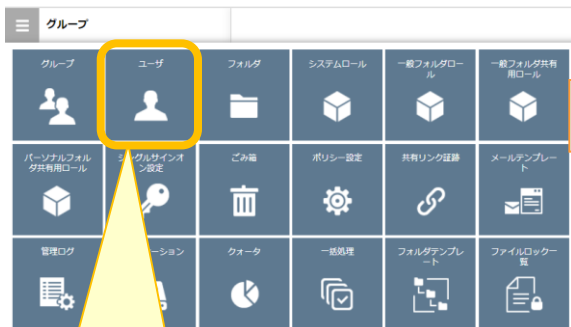 グループ
グループ
ユーザ
フォルダ
システムロール
一般フォルダロー
ル
一般フォルダ共有
用ロール
パーソナルフォル
ダ共有用ロール
シングルサインオ
ン設定
ごみ箱
ポリシー設定
共有リンク証跡
メールテンプレー
ト
管理ログ
ーション
クォータ
一括処理
フォルダテンプレ
ート
ファイルロック一
覧